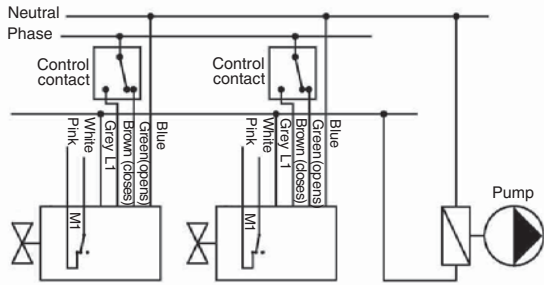 Neutral
Phase
Control
contact
Control
contact
Pink
White
Grey L1
Brown (closes)
Green(opens)
Blue
Pink
White
Grey L1
Brown (closes)
Green(opens)
Blue
M1
M1
Pump